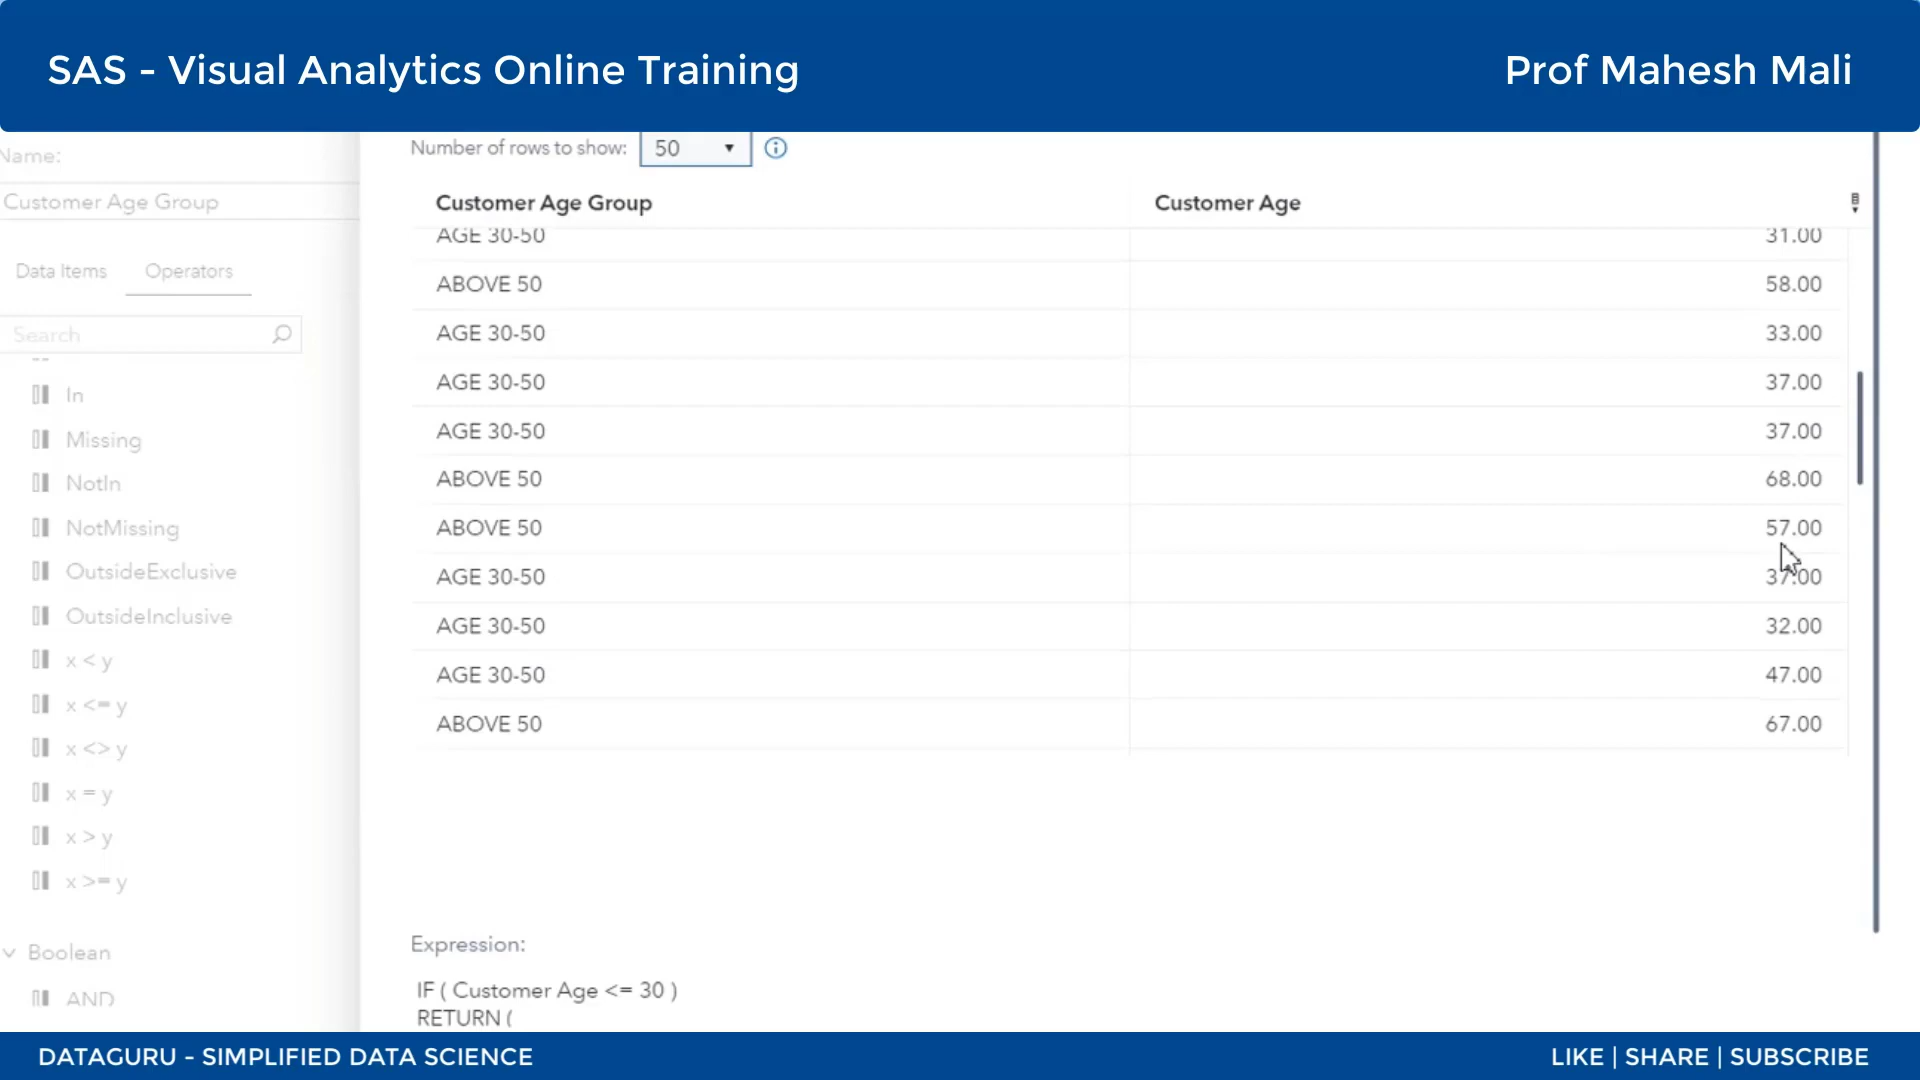 SAS - Visual Analytics Online Training
Prof Mahesh Mali
Name:
Customer Age Group
Data Items Operators
Search
In
Missing
NotIn
NotMissing
OutsideExclusive
OutsideInclusive
x < y
x <= y
x <> y
x = y
x > y
x >= y
Boolean
AND
Number of rows to show: 50
Customer Age Group Customer Age
AGE 30-50 31.00
ABOVE 50 58.00
AGE 30-50 33.00
AGE 30-50 37.00
AGE 30-50 37.00
ABOVE 50 68.00
ABOVE 50 57.00
AGE 30-50 37.00
AGE 30-50 32.00
AGE 30-50 47.00
ABOVE 50 67.00
Expression:
IF ( Customer Age <= 30 )
RETURN (
DATAGURU - SIMPLIFIED DATA SCIENCE
LIKE | SHARE | SUBSCRIBE